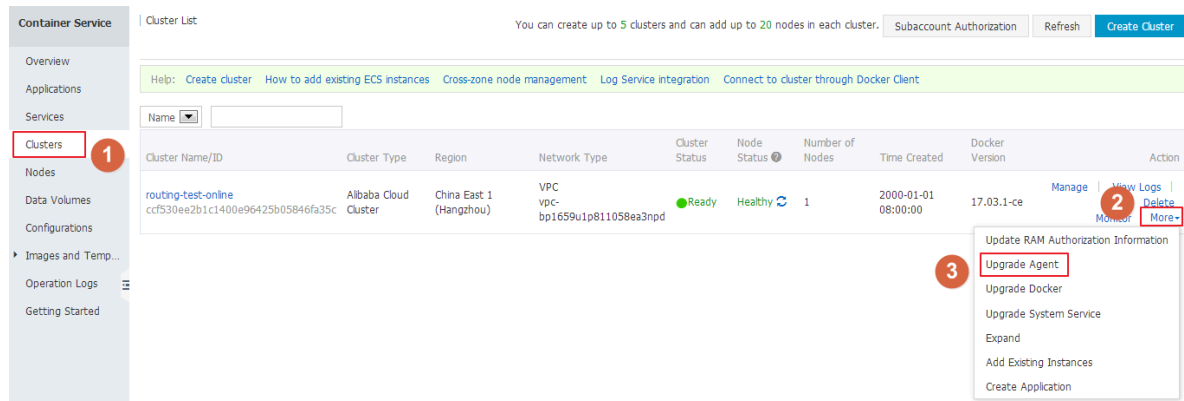 Container Service
Overview
Applications
Services
Clusters
1
Nodes
Data Volumes
Configurations
Images and Temp...
Operation Logs
Getting Started
Cluster List
You can create up to 5 clusters and can add up to 20 nodes in each cluster.
Subaccount Authorization
Refresh
Create Cluster
Help: Create cluster How to add existing ECS instances Cross-zone node management Log Service integration Connect to cluster through Docker Client
Name
Cluster Name/ID
Cluster Type
Region
Network Type
Cluster
Status
Node
Status
Number of
Nodes
Time Created
Docker
Version
Action
routing-test-online
ccf530ee2b1c1400e96425b05846fa35c
Alibaba Cloud
Cluster
China East 1
(Hangzhou)
VPC
vpc-
bp1659u1p811058ea3npd
Ready
Healthy
1
2000-01-01
08:00:00
17.03.1-ce
Manage | View Logs |
2
Delete
Monitor
More
Update RAM Authorization Information
3
Upgrade Agent
Upgrade Docker
Upgrade System Service
Expand
Add Existing Instances
Create Application